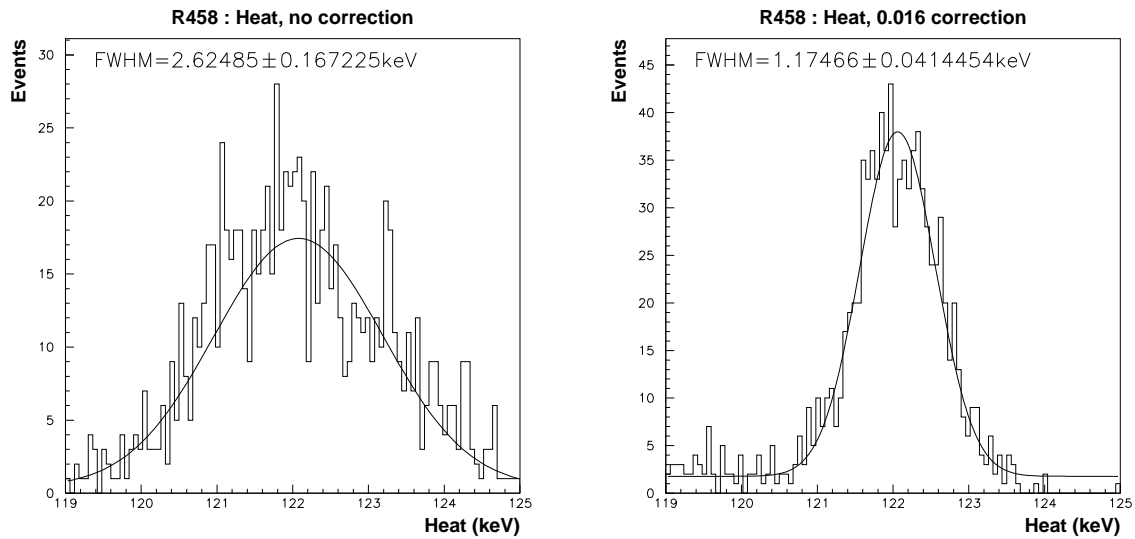 R458 : Heat, no correction
Events
FWHM=2.62485±0.167225keV
30
25
20
15
10
5
0
119 120 121 122 123 124 125
Heat (keV)
R458 : Heat, 0.016 correction
Events
FWHM=1.17466±0.0414454keV
45
40
35
30
25
20
15
10
5
0
119 120 121 122 123 124 125
Heat (keV)